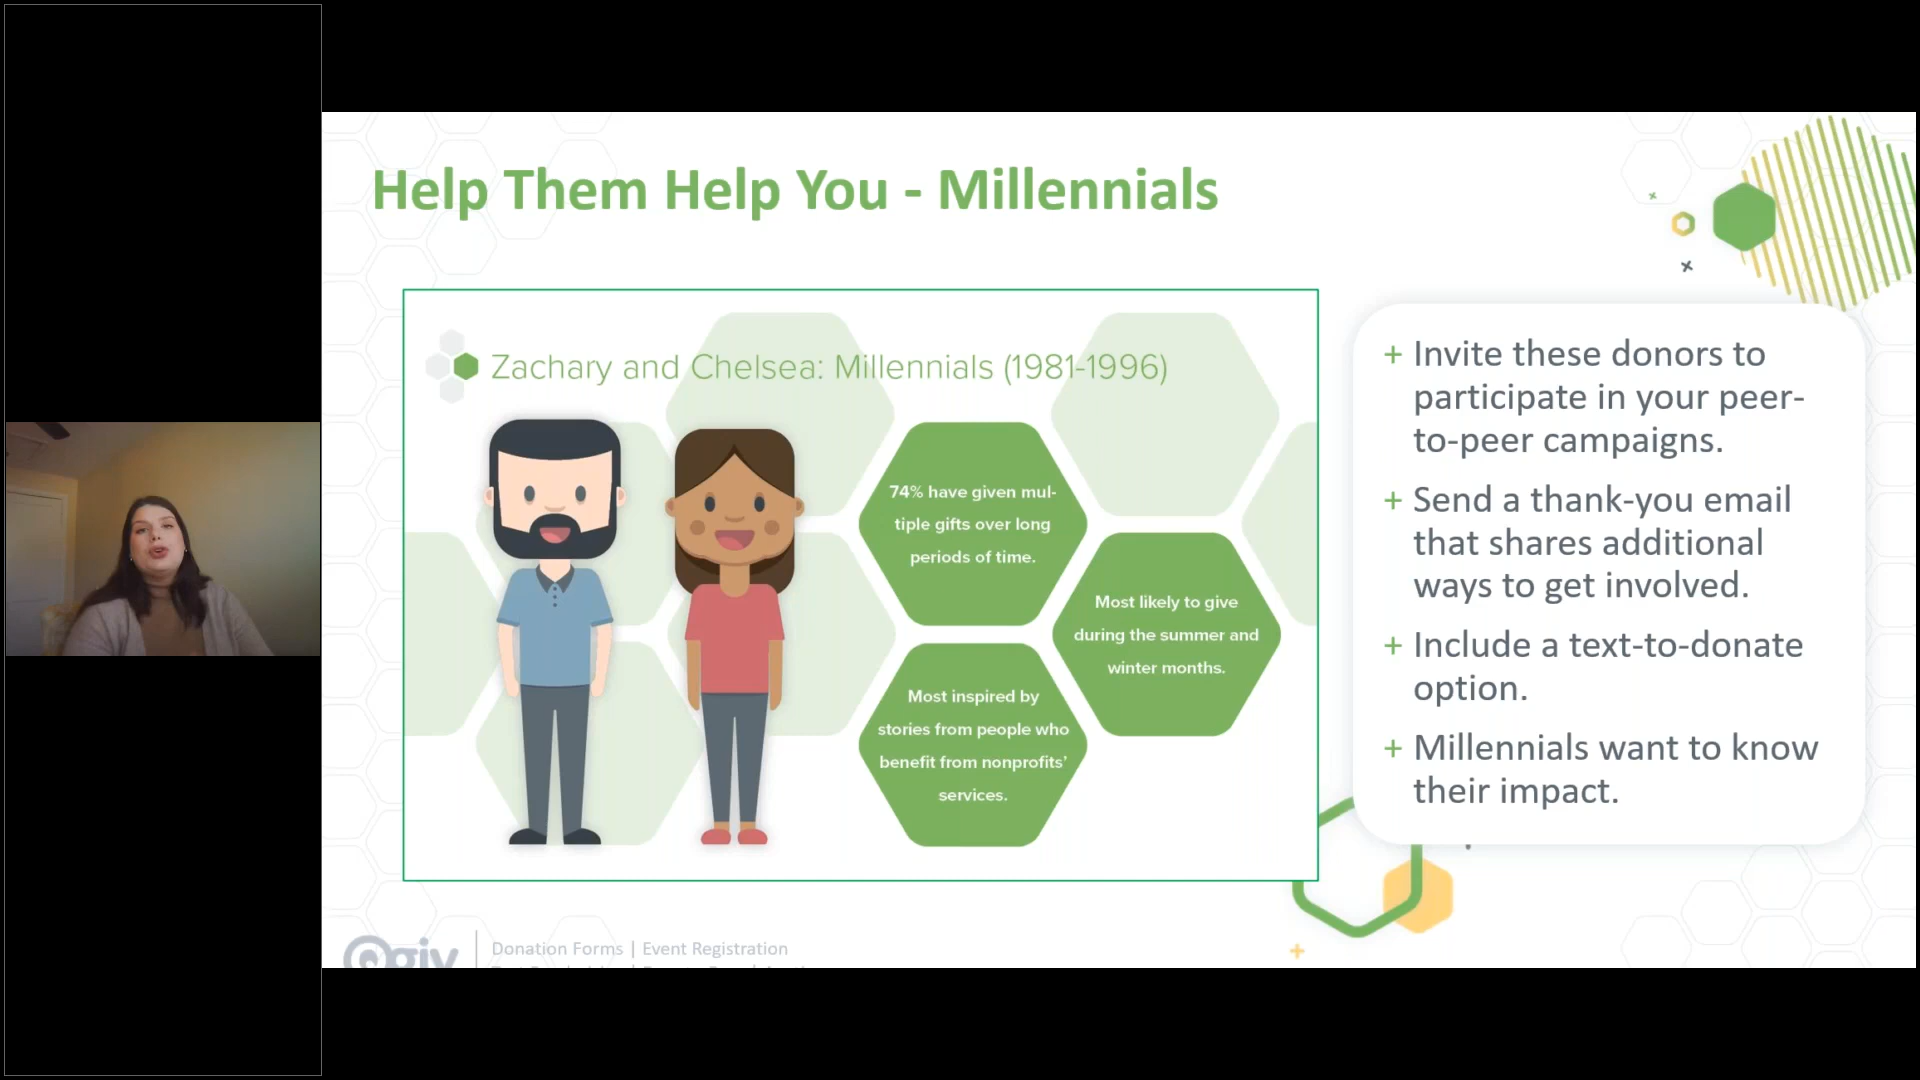 Help Them Help You - Millennials
Zachary and Chelsea: Millennials (1981-1996)
74% have given mul-
tiple gifts over long
periods of time.
Most likely to give
during the summer and
winter months.
Most inspired by
stories from people who
benefit from nonprofits'
services.
+ Invite these donors to
participate in your peer-
to-peer campaigns.
+ Send a thank-you email
that shares additional
ways to get involved.
+ Include a text-to-donate
option.
+ Millennials want to know
their impact.
Qgiv
Donation Forms | Event Registration